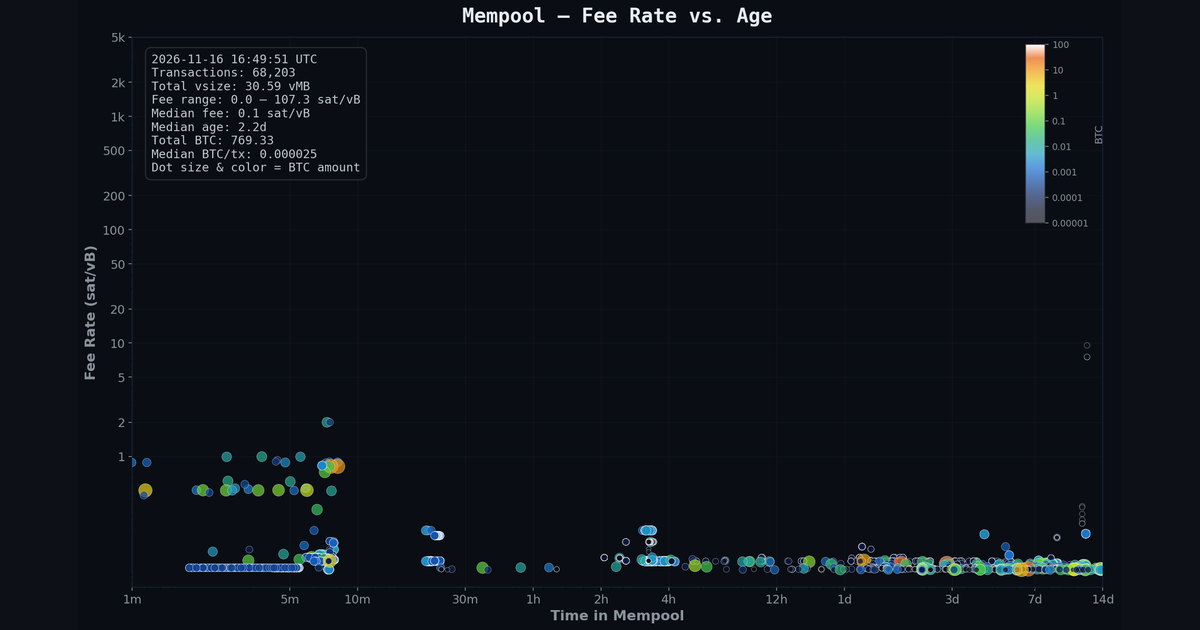 Mempool — Fee Rate vs. Age
2026-11-16 16:49:51 UTC
Transactions: 68,203
Total vsize: 30.59 vMB
Fee range: 0.0 – 107.3 sat/vB
Median fee: 0.1 sat/vB
Median age: 2.2d
Total BTC: 769.33
Median BTC/tx: 0.000025
Dot size & color = BTC amount
100
10
1
0.1
0.01
0.001
0.0001
0.00001
BTC
Fee Rate (sat/vB)
5k
2k
1k
500
200
100
50
20
10
5
2
1
1m 5m 10m 30m 1h 2h 4h 12h 1d 3d 7d 14d
Time in Mempool